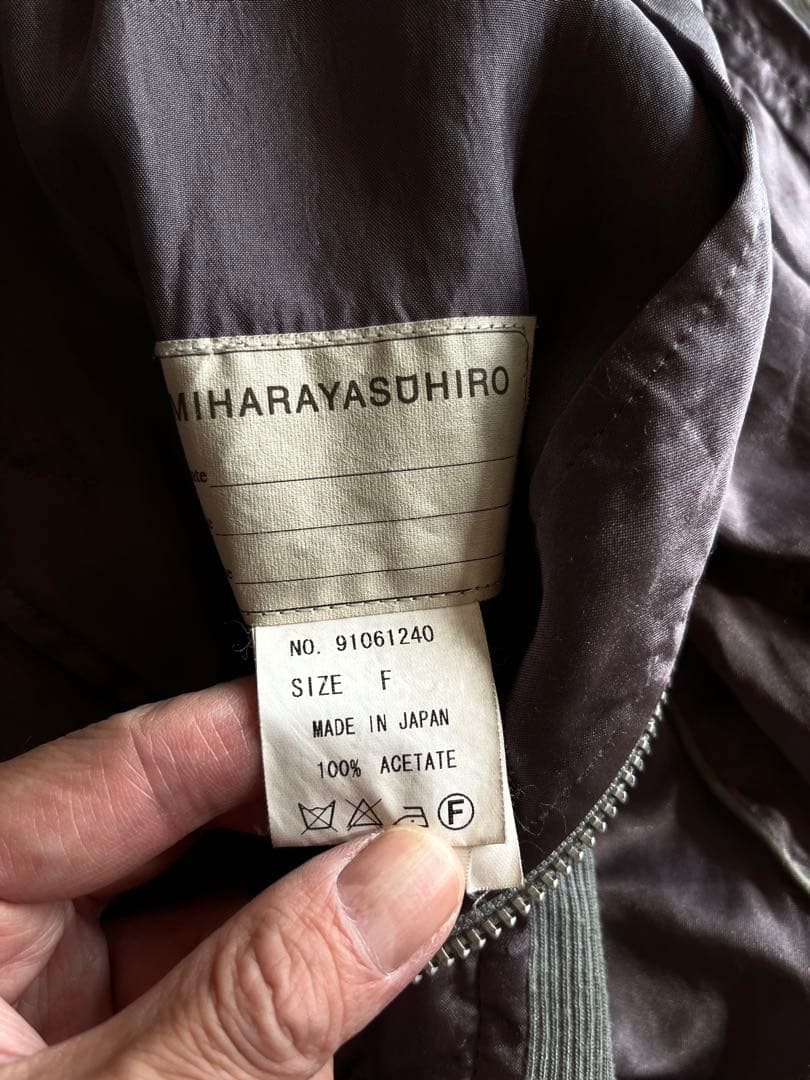 MIHARAYASUHIRO
NO. 91061240
SIZE F
MADE IN JAPAN
100% ACETATE
F